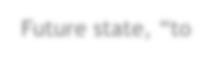 Future state, "to